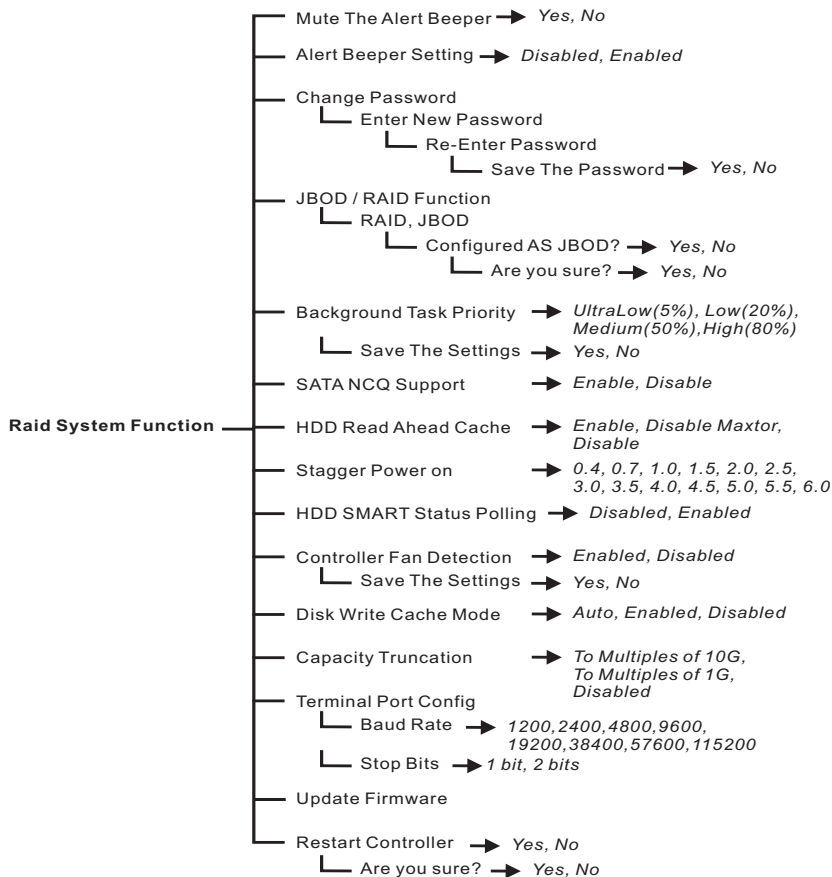 Mute The Alert Beeper Yes, No
Alert Beeper Setting Disabled, Enabled
Change Password
Enter New Password
Re-Enter Password
Save The Password Yes, No
JBOD / RAID Function
RAID, JBOD
Configured AS JBOD? Yes, No
Are you sure? Yes, No
Background Task Priority UltraLow(5%), Low(20%),
Medium(50%),High(80%)
Save The Settings Yes, No
SATA NCQ Support Enable, Disable
Raid System Function
HDD Read Ahead Cache Enable, Disable Maxtor,
Disable
Stagger Power on 0.4, 0.7, 1.0, 1.5, 2.0, 2.5,
3.0, 3.5, 4.0, 4.5, 5.0, 5.5, 6.0
HDD SMART Status Polling Disabled, Enabled
Controller Fan Detection Enabled, Disabled
Save The Settings Yes, No
Disk Write Cache Mode Auto, Enabled, Disabled
Capacity Truncation To Multiples of 10G,
To Multiples of 1G,
Disabled
Terminal Port Config
Baud Rate 1200,2400,4800,9600,
19200,38400,57600,115200
Stop Bits 1 bit, 2 bits
Update Firmware
Restart Controller Yes, No
Are you sure? Yes, No